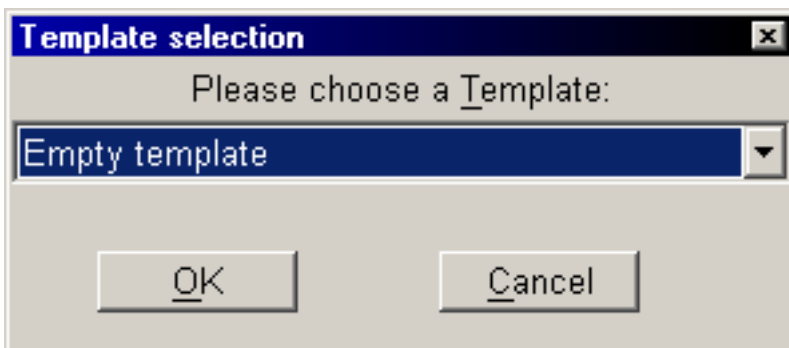 Template selection
Please choose a Template:
Empty template
OK
Cancel